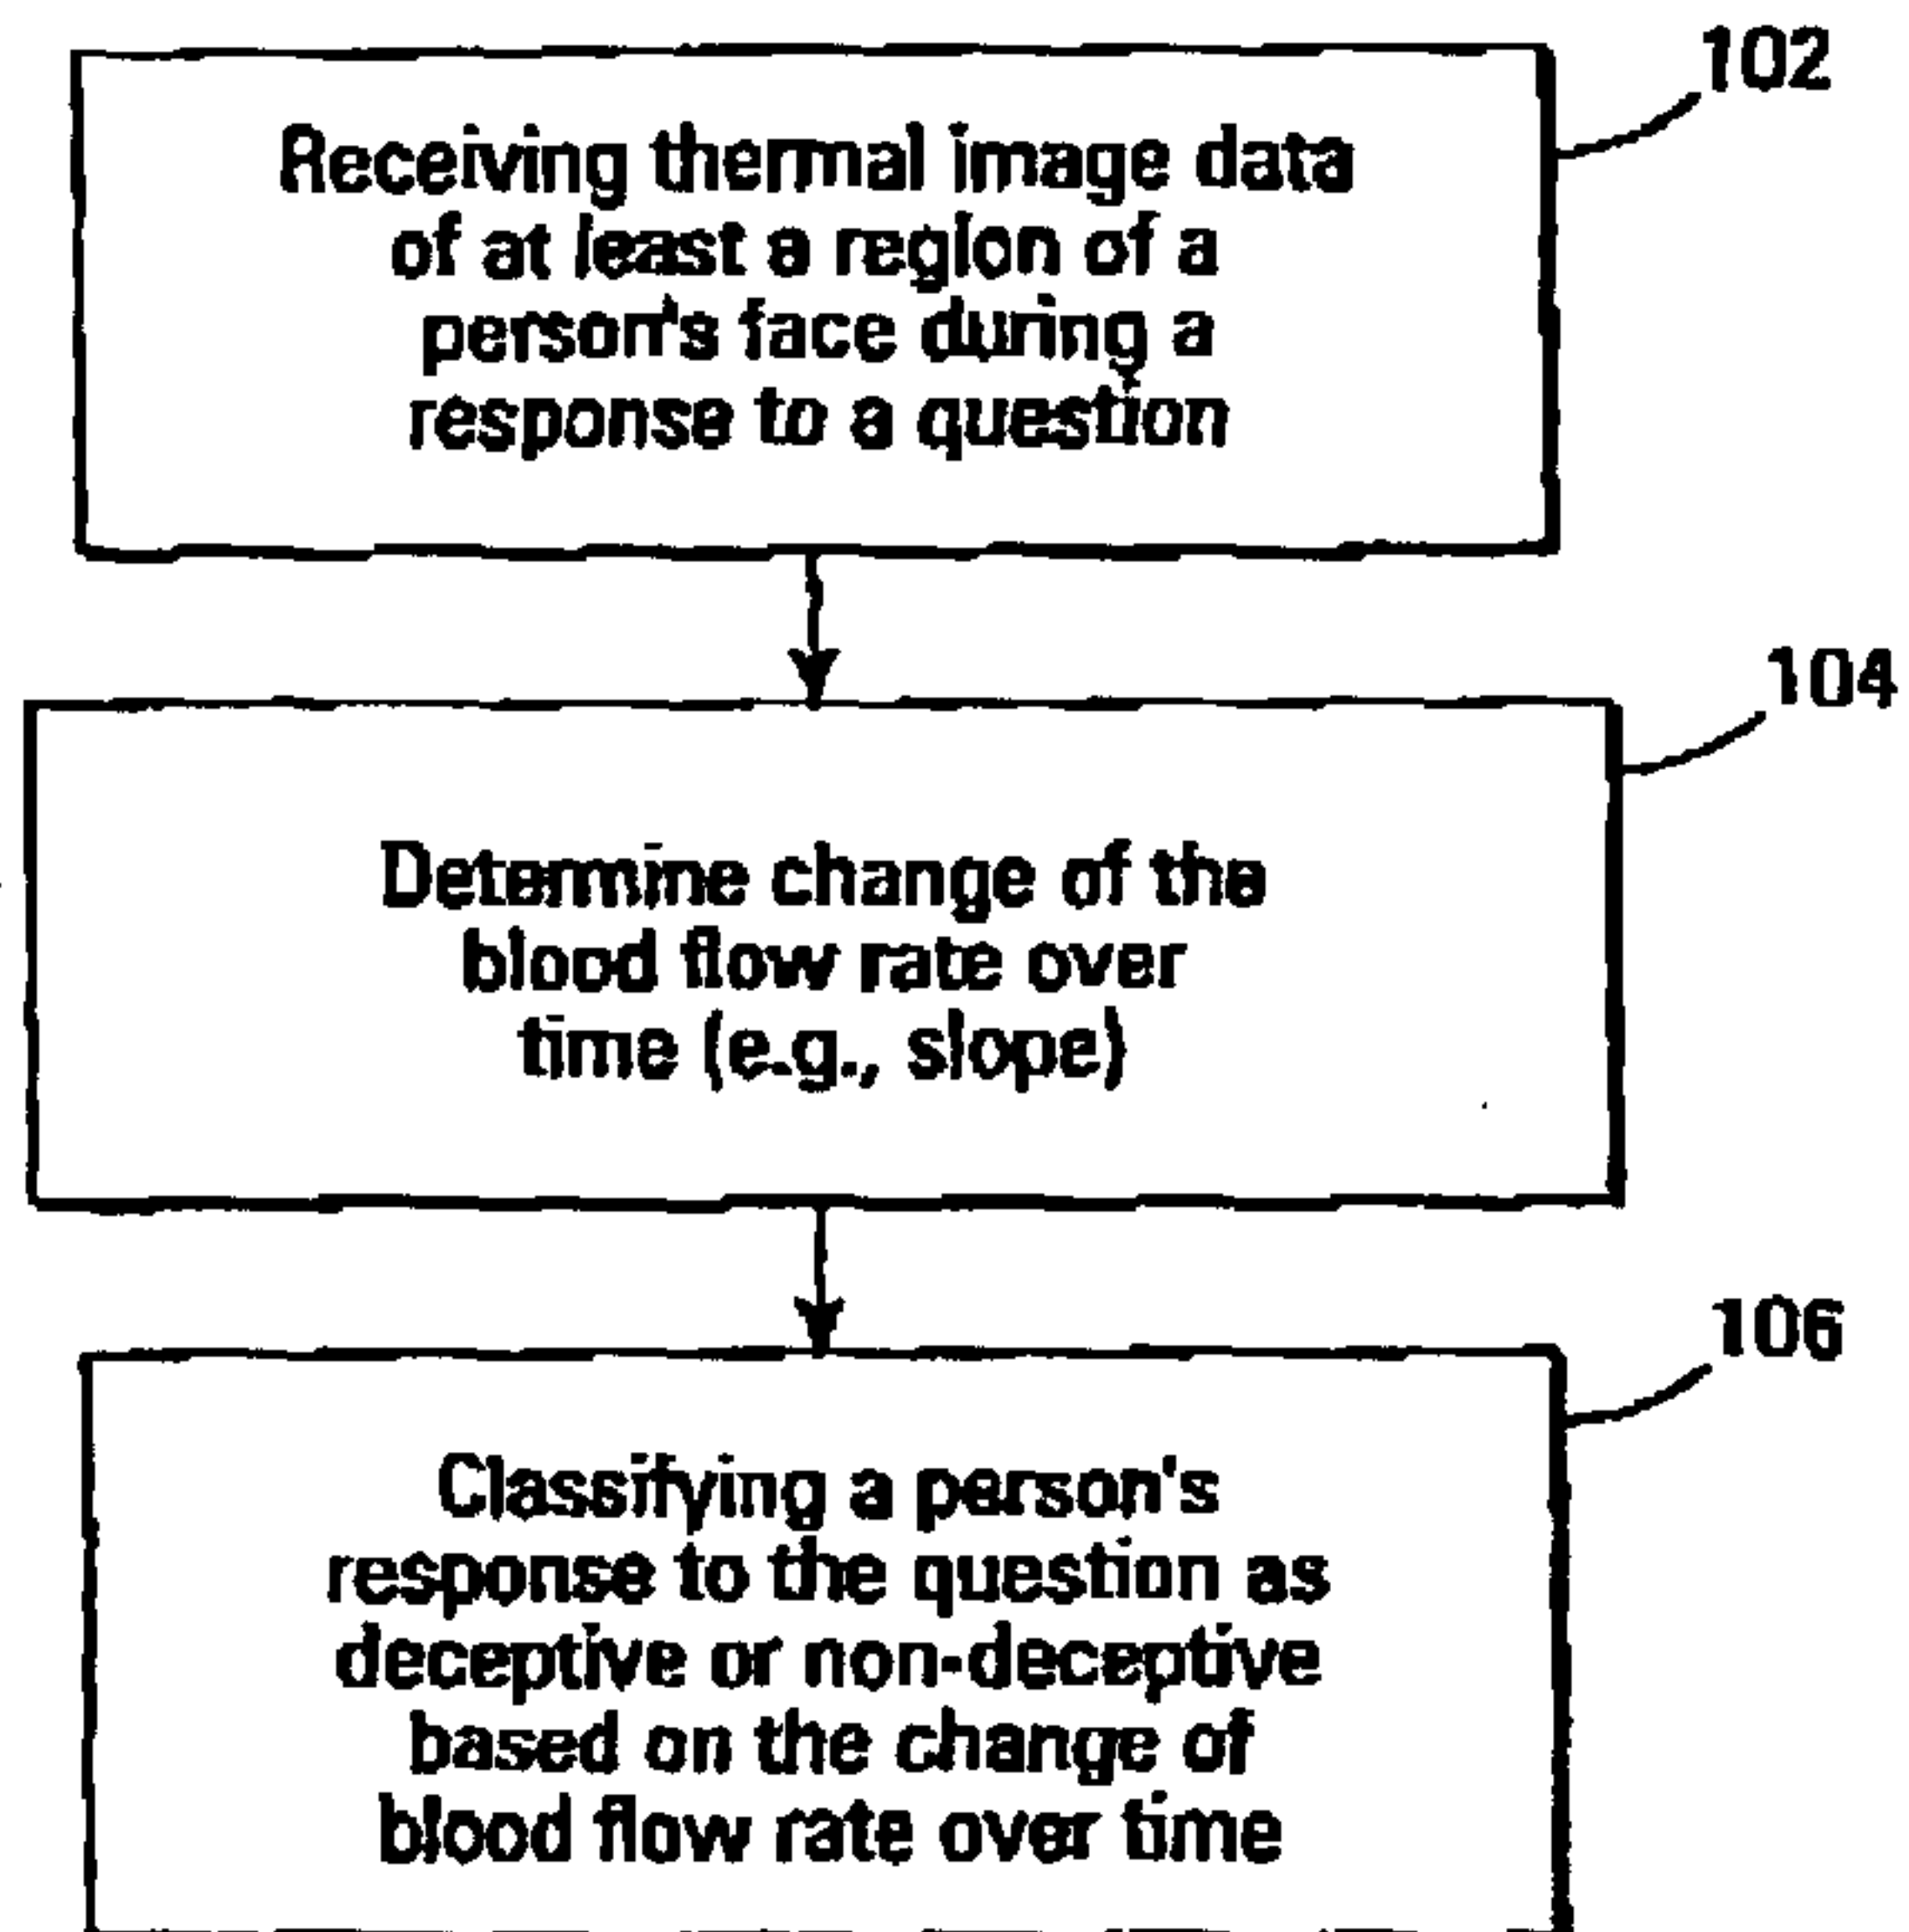 102
Receiving thermal image data
of at least a region of a
person's face during a
response to a question
104
Determine change of the
blood flow rate over
time (e.g., slope)
106
Classifying a person's
response to the question as
deceptive or non-deceptive
based on the change of
blood flow rate over time